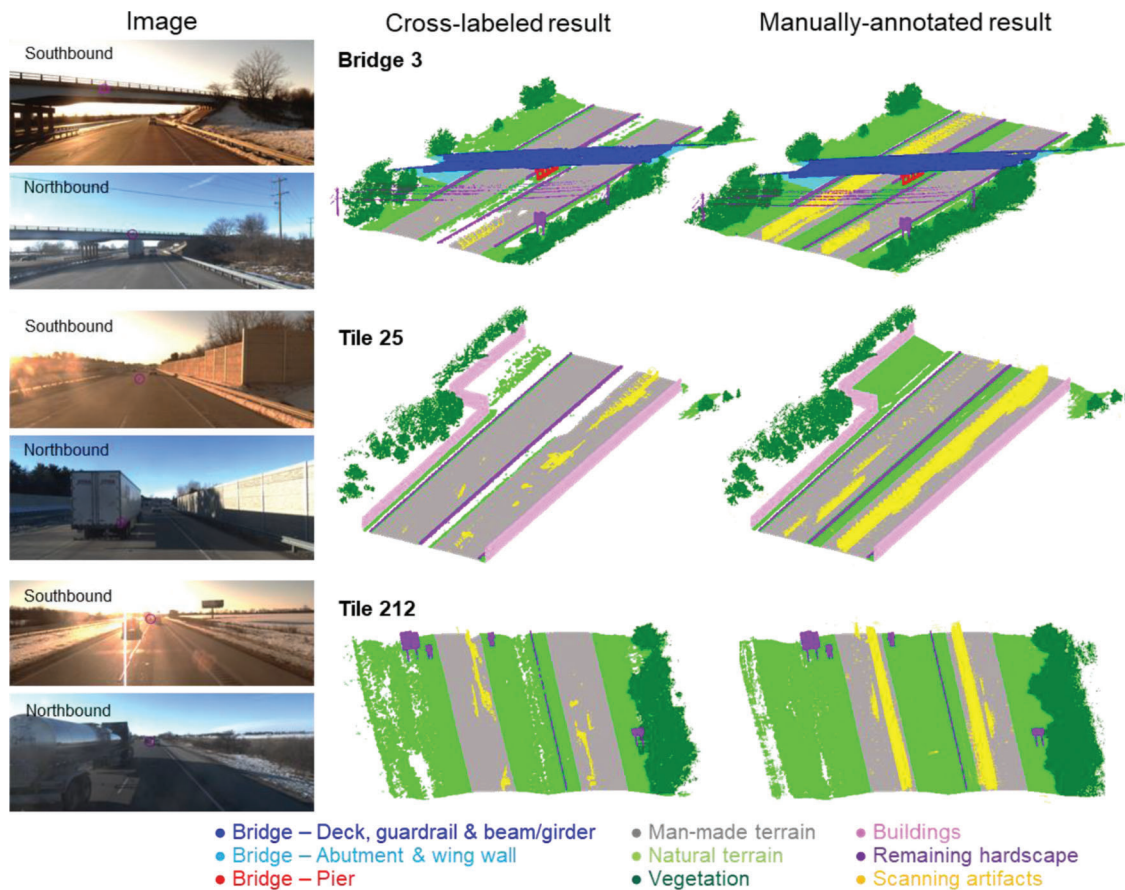 Image
Cross-labeled result
Manually-annotated result
Southbound
Bridge 3
Northbound
Southbound
Tile 25
Northbound
Southbound
Tile 212
Northbound
● Bridge – Deck, guardrail & beam/girder
● Man-made terrain
● Buildings
● Bridge – Abutment & wing wall
● Natural terrain
● Remaining hardscape
● Bridge – Pier
● Vegetation
● Scanning artifacts